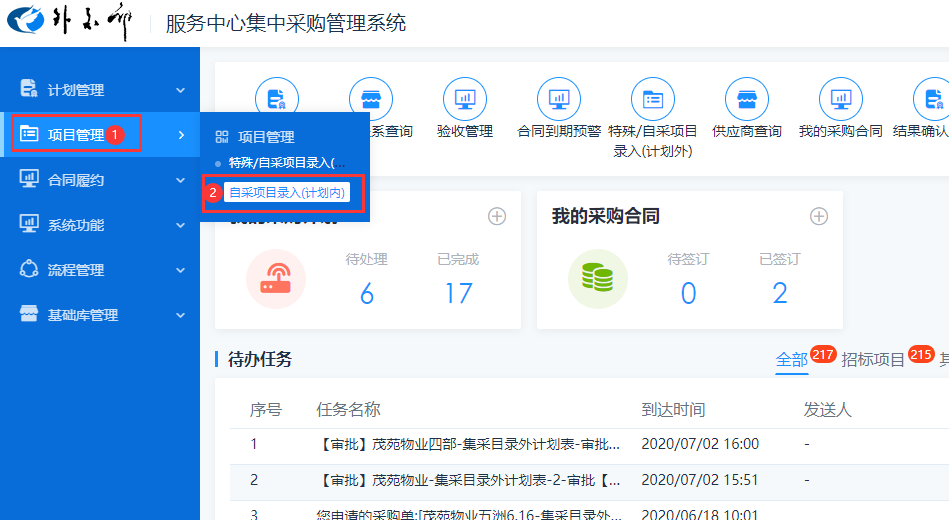 外交部
服务中心集中采购管理系统
计划管理
项目管理 1
合同履约
系统功能
流程管理
基础库管理
项目管理
特殊/自采项目录入(...
2 自采项目录入(计划内)
系查询
验收管理
合同到期预警
特殊/自采项目
录入(计划外)
供应商查询
我的采购合同
结果确认
待处理
6
已完成
17
我的采购合同
待签订
0
已签订
2
待办任务
全部 217
招标项目 215
其
序号 任务名称 到达时间 发送人
1 【审批】茂苑物业四部-集采目录外计划表-审批... 2020/07/02 16:00 -
2 【审批】茂苑物业-集采目录外计划表-2-审批【... 2020/07/02 15:51 -
3 您申请的采购单:[茂苑物业五洲6.16-集采目录外... 2020/06/18 10:01